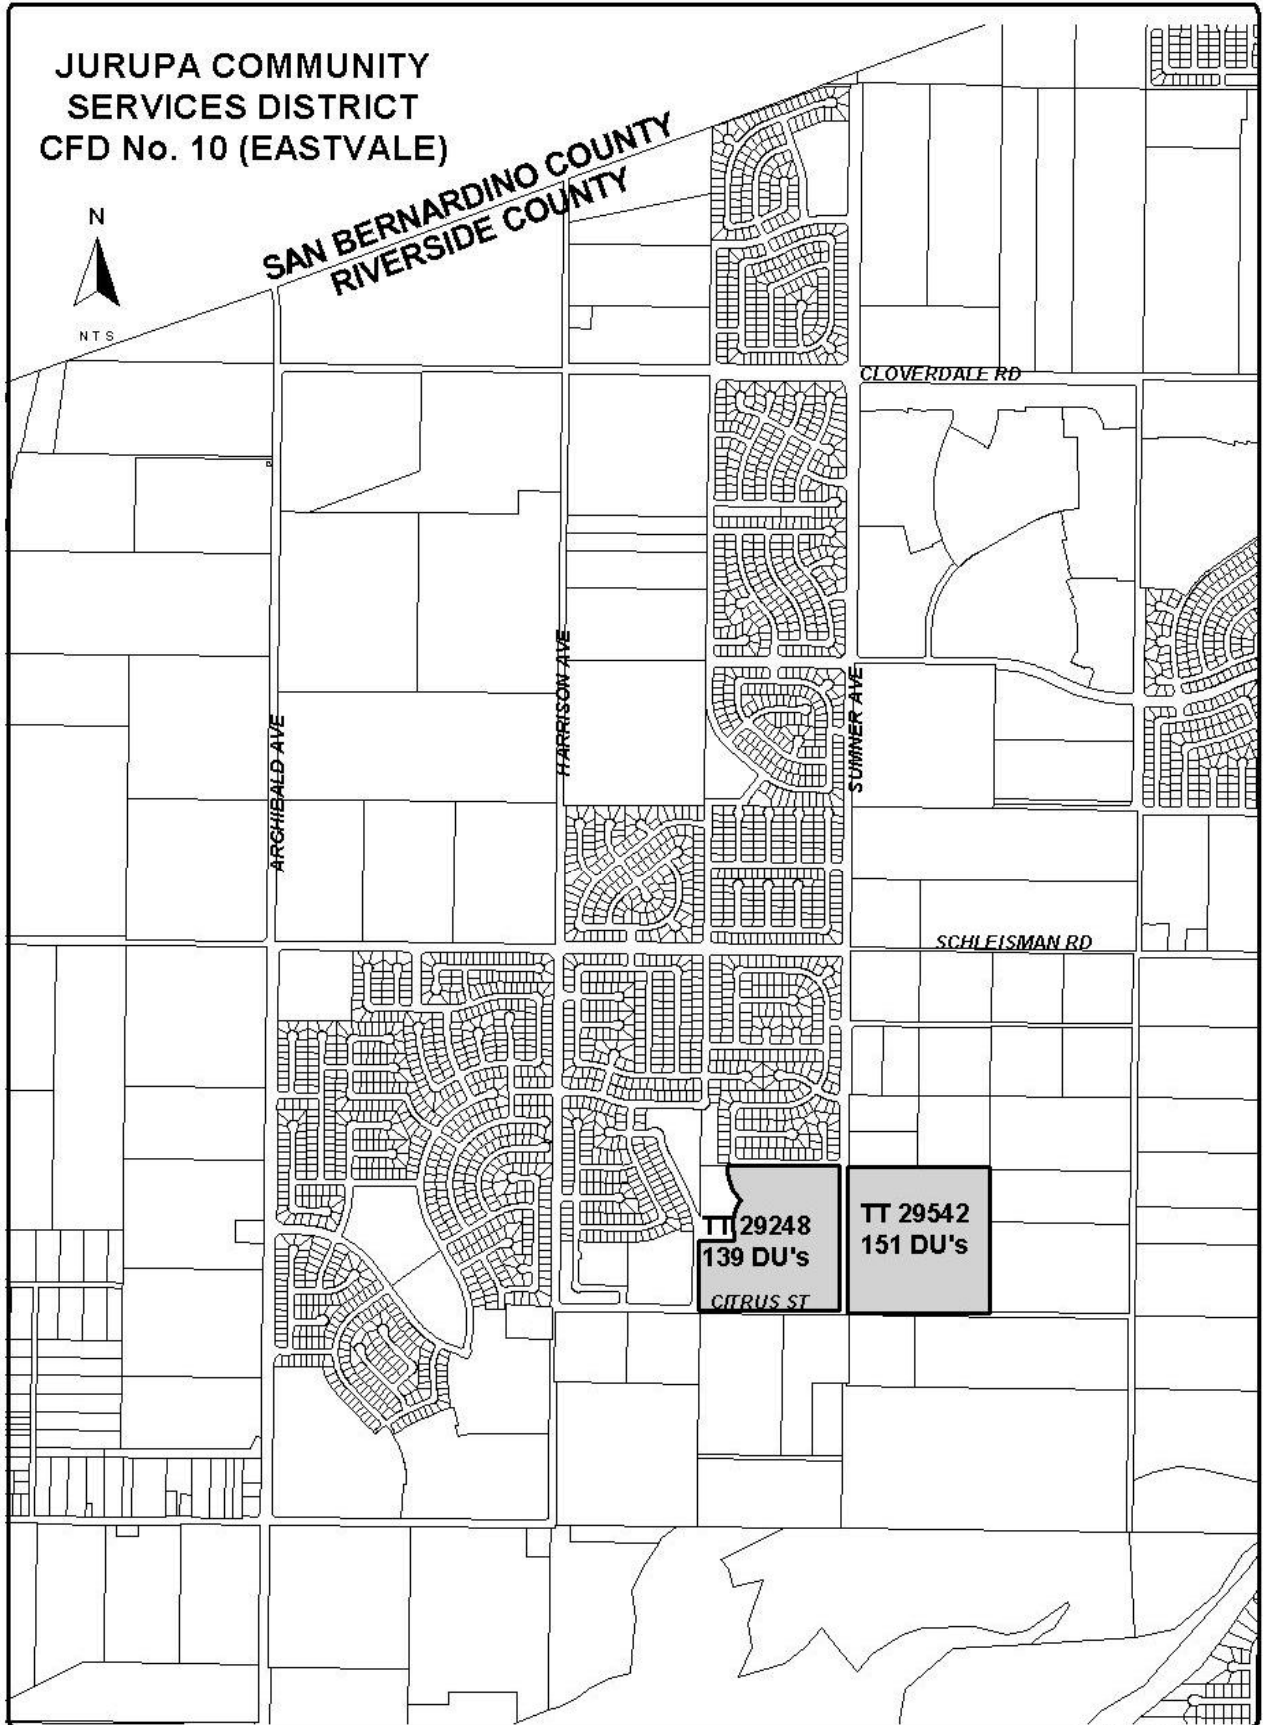 JURUPA COMMUNITY
SERVICES DISTRICT
CFD No. 10 (EASTVALE)
SAN BERNARDINO COUNTY
RIVERSIDE COUNTY
N
NTS
CLOVERDALE RD
HARRISON AVE
SUMNER AVE
ARCHIBALD AVE
SCHLEISMAN RD
TT 29248
139 DU's
TT 29542
151 DU's
CITRUS ST